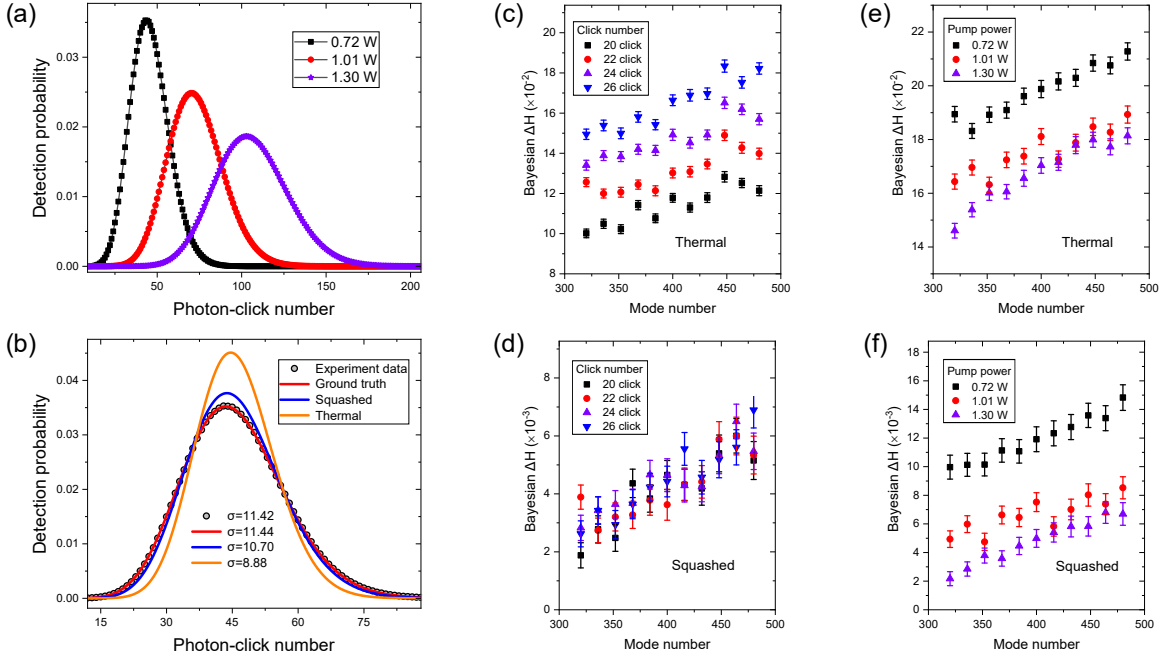 (a)
Detection probability
0.03
0.02
0.01
0.00
0.72 W
1.01 W
1.30 W
50
100
150
200
Photon-click number
(b)
Detection probability
0.04
0.03
0.02
0.01
0.00
Experiment data
Ground truth
Squashed
Thermal
σ=11.42
σ=11.44
σ=10.70
σ=8.88
15
30
45
60
75
Photon-click number
(c)
Bayesian ΔH (×10⁻²)
20
18
16
14
12
10
8
Click number
20 click
22 click
24 click
26 click
Thermal
300
350
400
450
500
Mode number
(d)
Bayesian ΔH (×10⁻³)
9
8
6
4
2
0
Click number
20 click
22 click
24 click
26 click
Squashed
300
350
400
450
500
Mode number
(e)
Bayesian ΔH (×10⁻²)
22
20
18
16
14
Pump power
0.72 W
1.01 W
1.30 W
Thermal
300
350
400
450
500
Mode number
(f)
Bayesian ΔH (×10⁻³)
18
16
14
12
10
8
6
4
2
0
Pump power
0.72 W
1.01 W
1.30 W
Squashed
300
350
400
450
500
Mode number